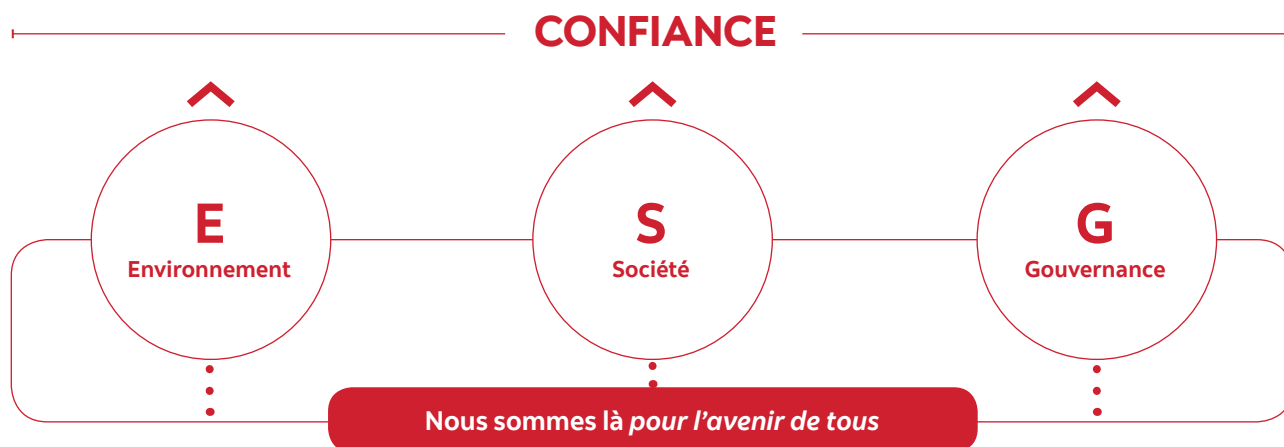 CONFIANCE
E
Environnement
S
Société
G
Gouvernance
Nous sommes là pour l’avenir de tous